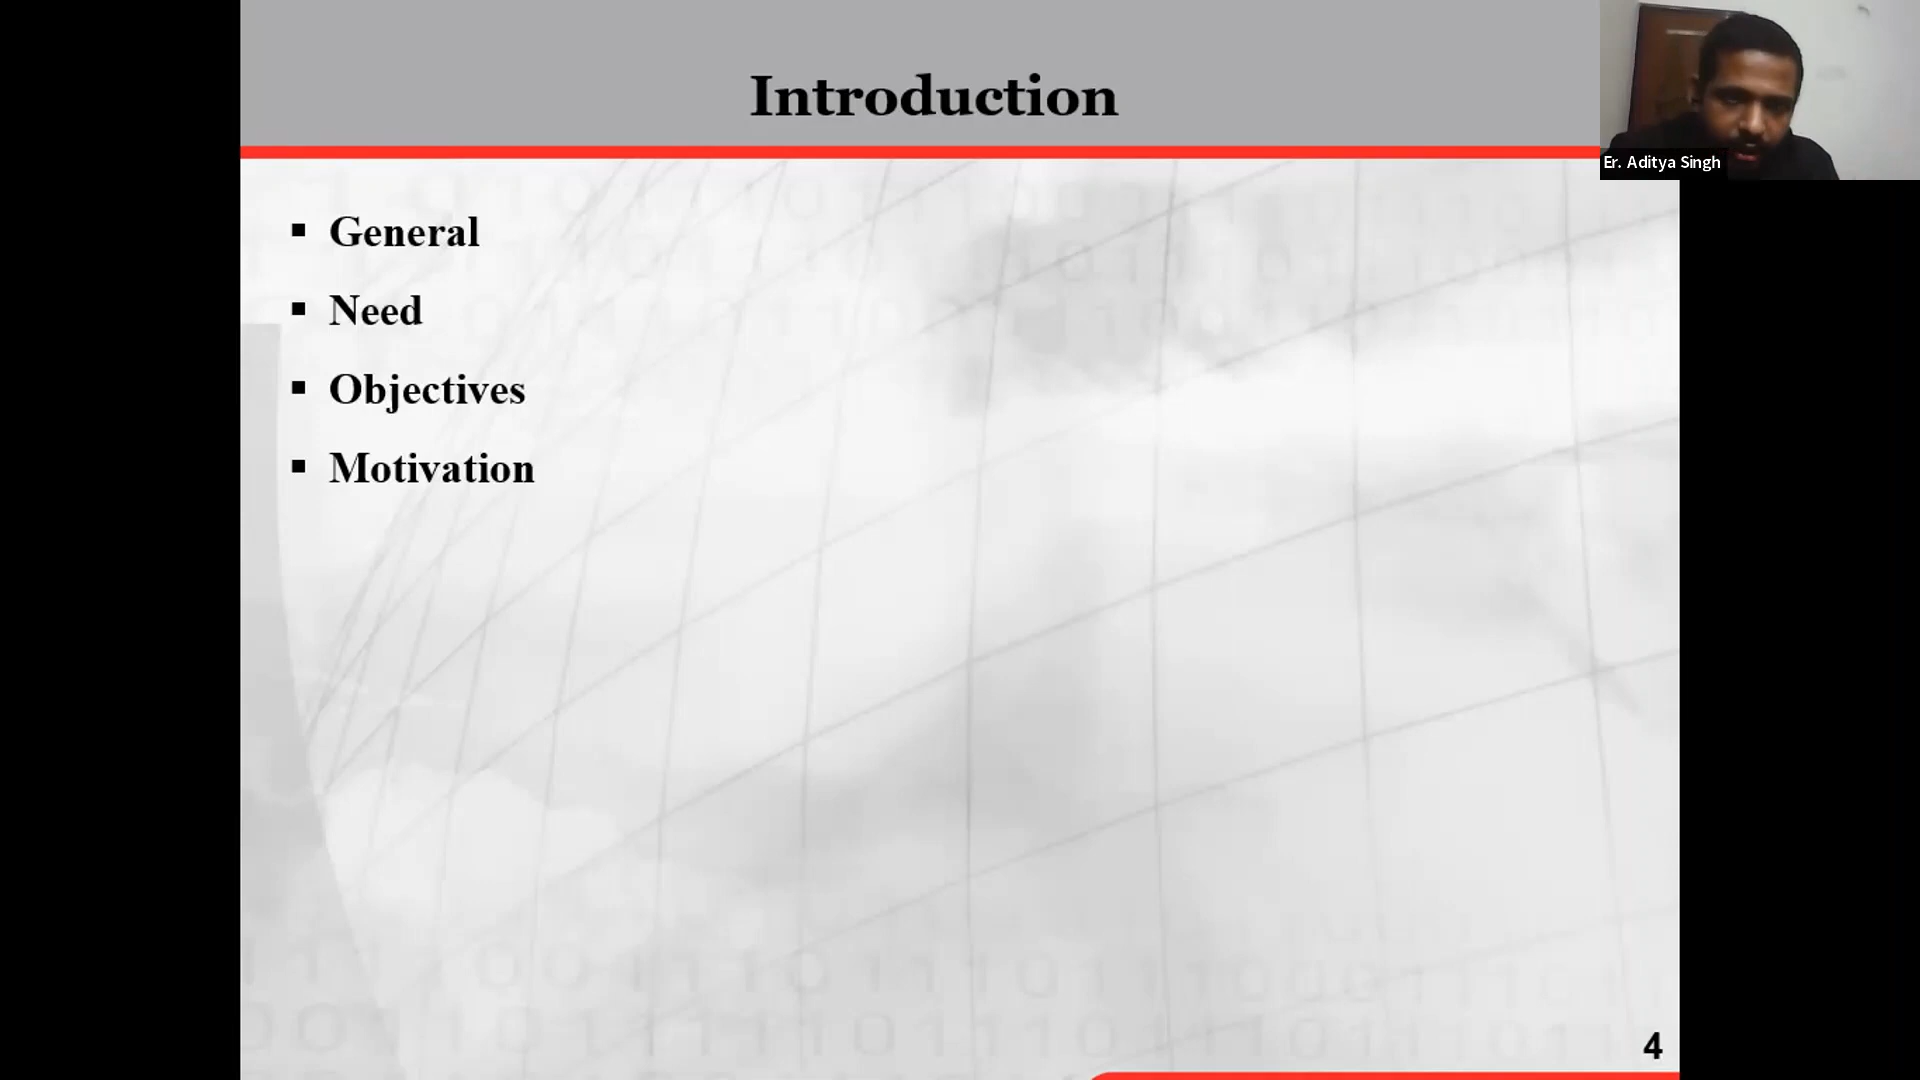 Introduction
Er. Aditya Singh
▪ General
▪ Need
▪ Objectives
▪ Motivation
4